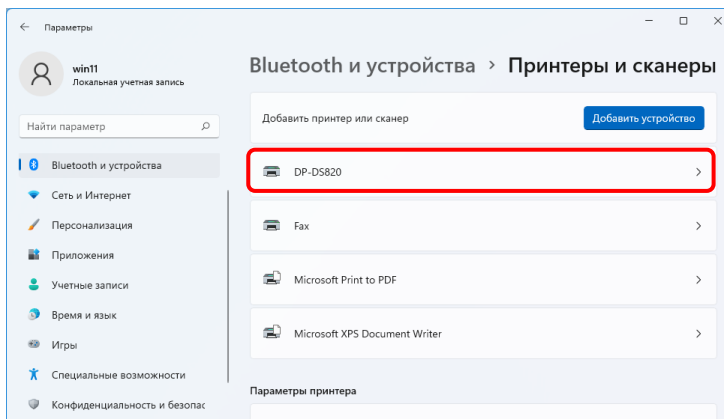 Параметры
win11
Локальная учетная запись
Найти параметр
Bluetooth и устройства
Сеть и Интернет
Персонализация
Приложения
Учетные записи
Время и язык
Игры
Специальные возможности
Конфиденциальность и безопас
Bluetooth и устройства > Принтеры и сканеры
Добавить принтер или сканер
Добавить устройство
DP-DS820
Fax
Microsoft Print to PDF
Microsoft XPS Document Writer
Параметры принтера